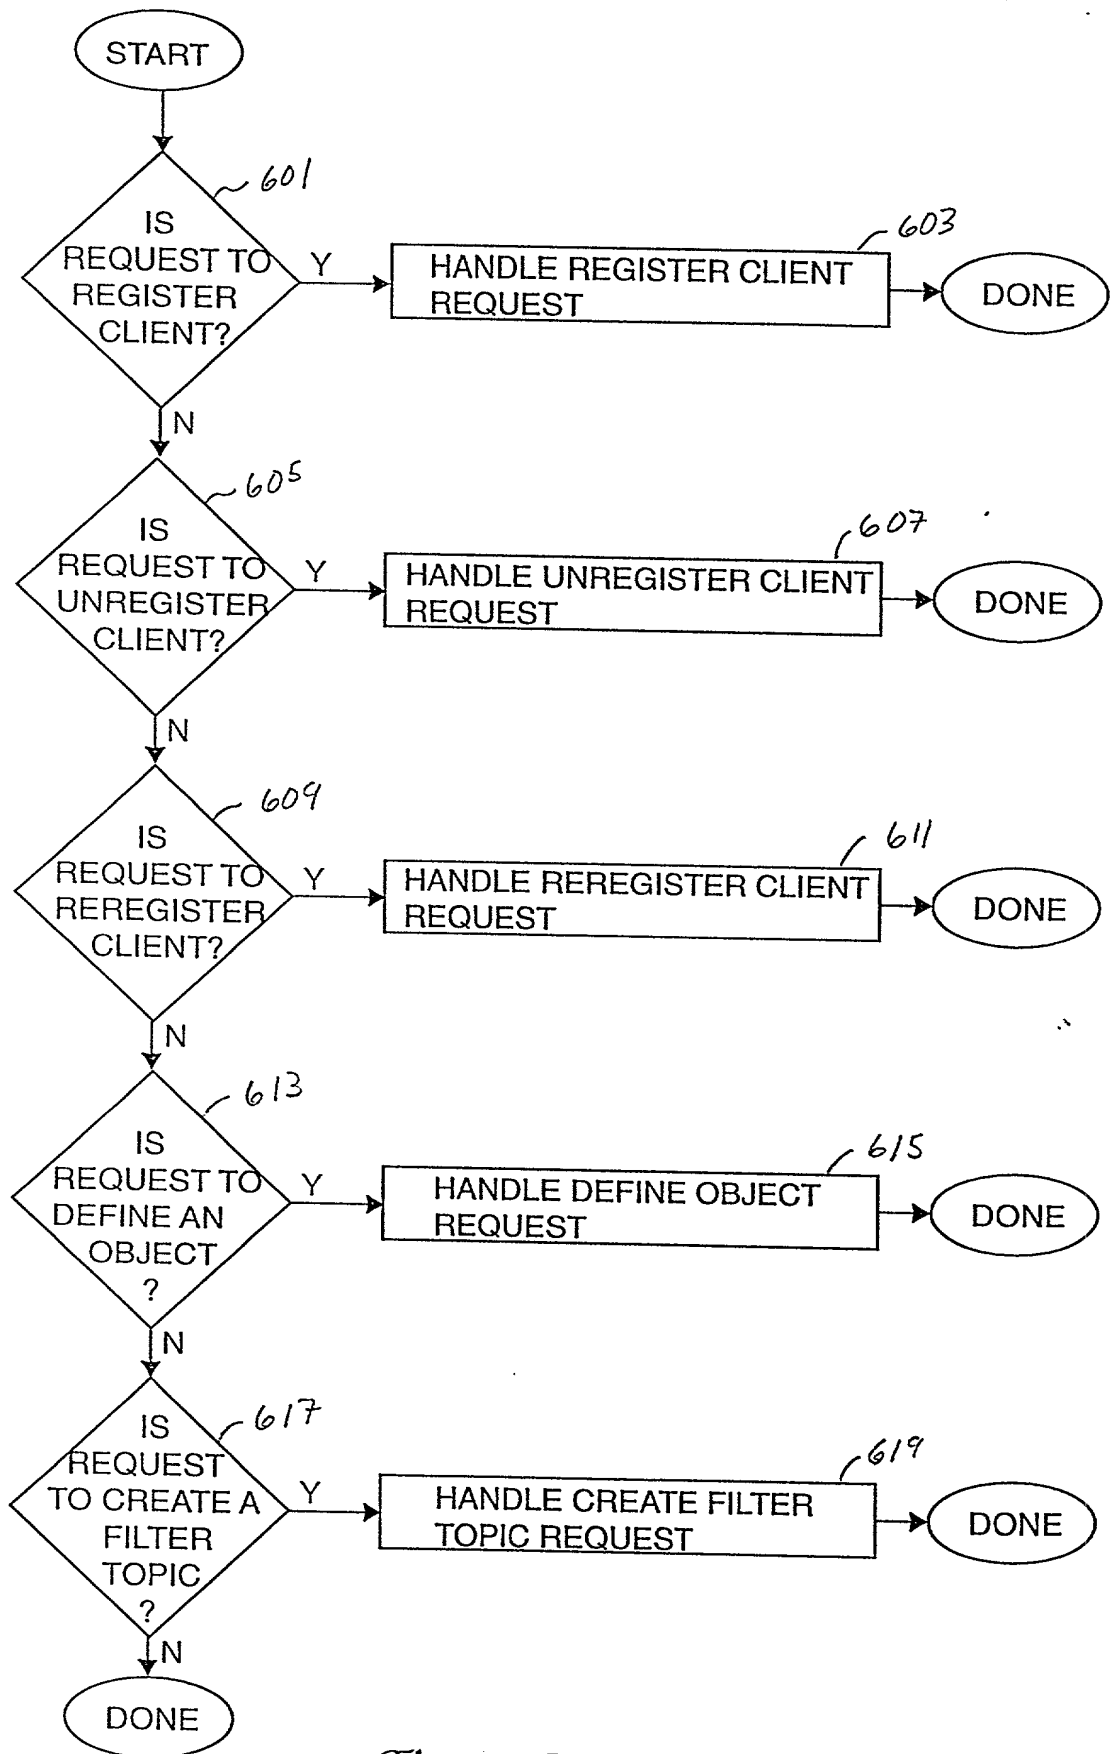 START
601
IS
REQUEST TO
REGISTER
CLIENT?
Y
603
HANDLE REGISTER CLIENT
REQUEST
DONE
N
605
IS
REQUEST TO
UNREGISTER
CLIENT?
Y
607
HANDLE UNREGISTER CLIENT
REQUEST
DONE
N
609
IS
REQUEST TO
REREGISTER
CLIENT?
Y
611
HANDLE REREGISTER CLIENT
REQUEST
DONE
N
613
IS
REQUEST TO
DEFINE AN
OBJECT
?
Y
615
HANDLE DEFINE OBJECT
REQUEST
DONE
N
617
IS
REQUEST
TO CREATE A
FILTER
TOPIC
?
Y
619
HANDLE CREATE FILTER
TOPIC REQUEST
DONE
N
DONE